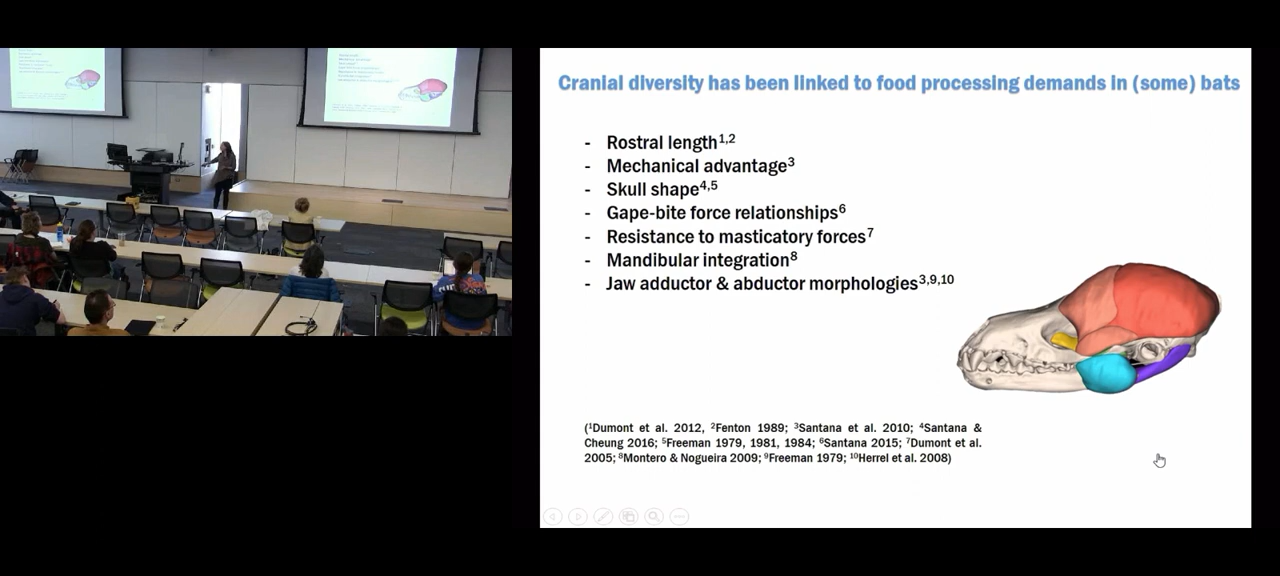 Cranial diversity has been linked to food processing demands in (some) bats
- Rostral length1,2
- Mechanical advantage3
- Skull shape4,5
- Gape-bite force relationships6
- Resistance to masticatory forces7
- Mandibular integration8
- Jaw adductor & abductor morphologies3,9,10
(1Dumont et al. 2012, 2Fenton 1989; 3Santana et al. 2010; 4Santana &
Cheung 2016; 5Freeman 1979, 1981, 1984; 6Santana 2015; 7Dumont et al.
2005; 8Montero & Nogueira 2009; 9Freeman 1979; 10Herrel et al. 2008)